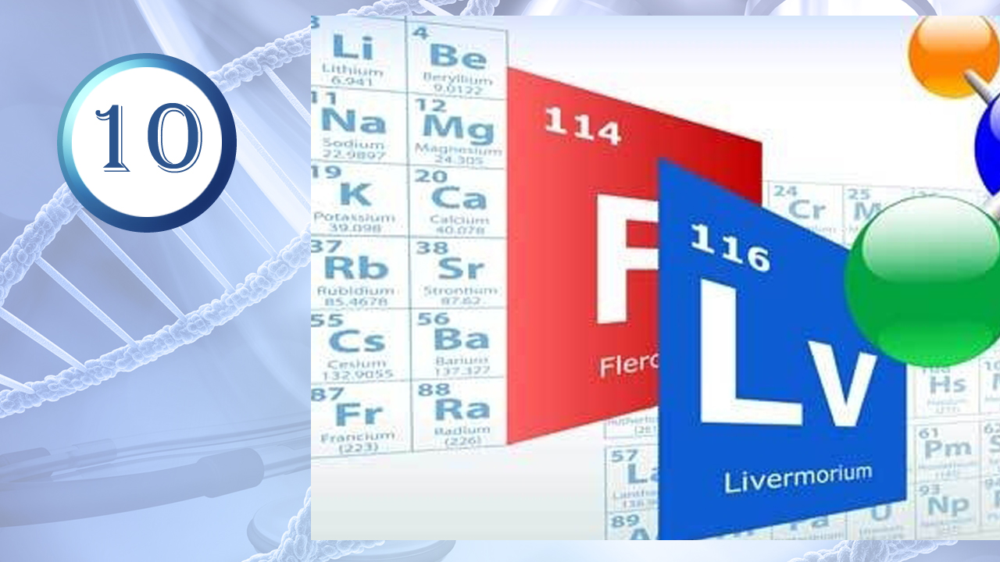 10
Li
Lithium
6.941
4
Be
Beryllium
9.0122
11
Na
Sodium
22.9897
12
Mg
Magnesium
24.305
19
K
Potassium
39.098
20
Ca
Calcium
40.078
37
Rb
Rubidium
85.4678
38
Sr
Strontium
87.62
55
Cs
Cesium
132.9055
56
Ba
Barium
137.327
87
Fr
Francium
(223)
88
Ra
Radium
(226)
114
F
Flero
116
Lv
Livermorium
24
Cr
25
M
Hs
61
Pm
93
Np
U
57
La
89